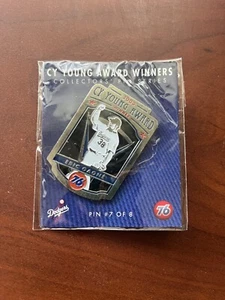 CY YOUNG AWARD WINNERS
COLLECTORS' PIN SERIES
CY YOUNG AWARD
Dodgers
38
ERIC GAGNE
76
Dodgers
PIN #7 OF 8
76